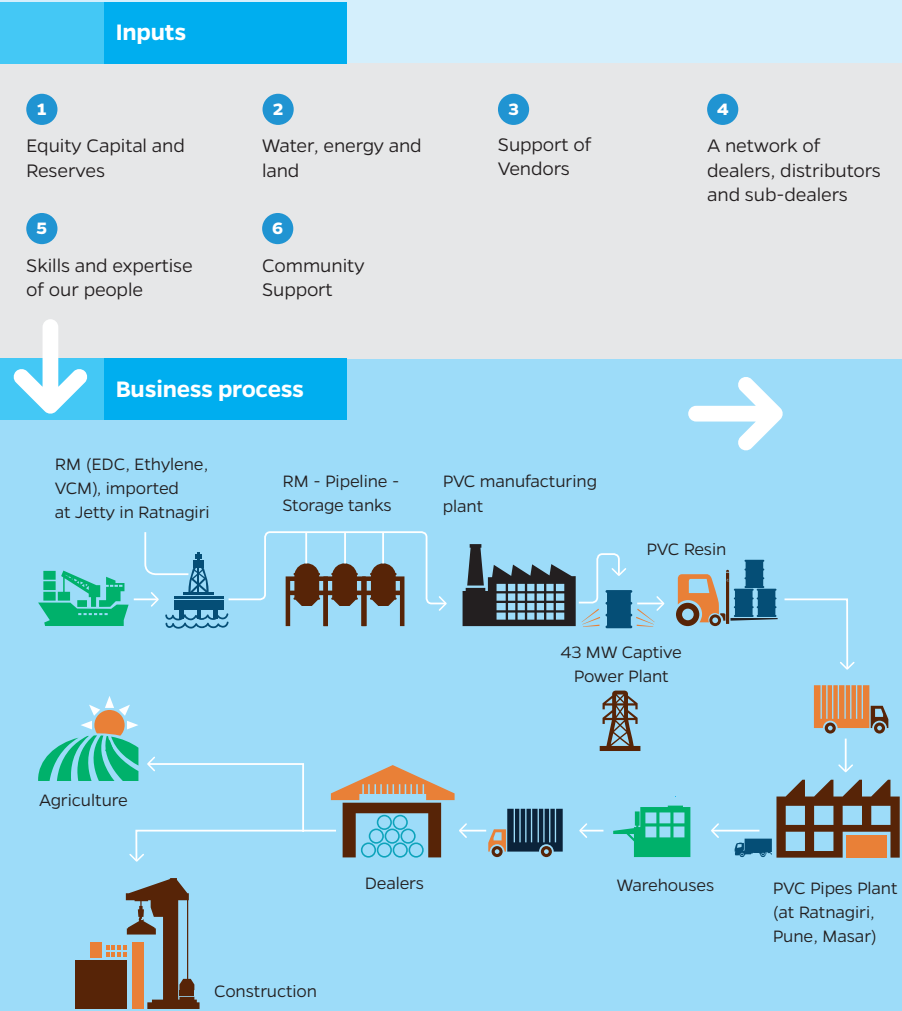 Inputs
1
Equity Capital and
Reserves
2
Water, energy and
land
3
Support of
Vendors
4
A network of
dealers, distributors
and sub-dealers
5
Skills and expertise
of our people
6
Community
Support
Business process
RM (EDC, Ethylene,
VCM), imported
at Jetty in Ratnagiri
RM - Pipeline -
Storage tanks
PVC manufacturing
plant
PVC Resin
43 MW Captive
Power Plant
Agriculture
Dealers
Warehouses
PVC Pipes Plant
(at Ratnagiri,
Pune, Masar)
Construction